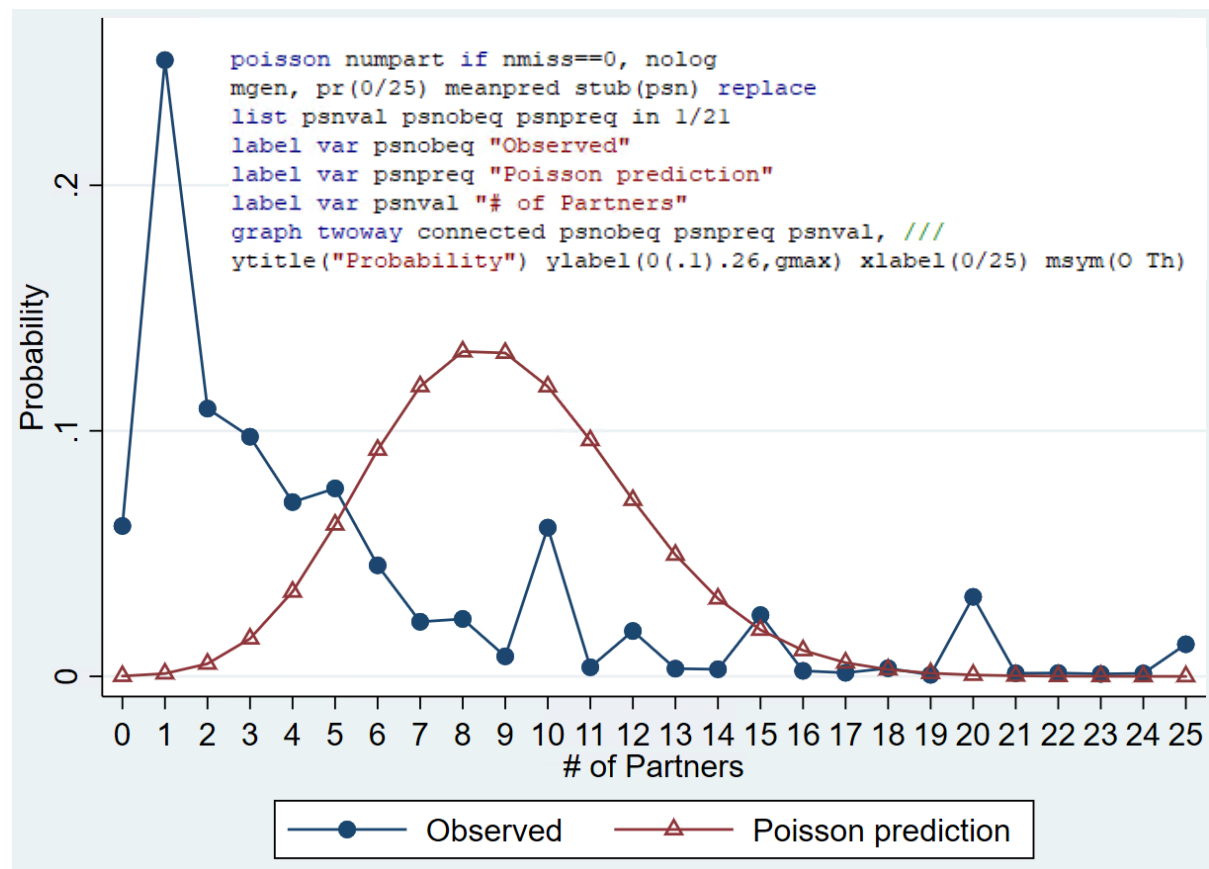 poisson numpart if nmiss==0, nolog
mgen, pr(0/25) meanpred stub(psn) replace
list psnval psnobeq psnpreq in 1/21
label var psnobeq "Observed"
label var psnpreq "Poisson prediction"
label var psnval "# of Partners"
graph twoway connected psnobeq psnpreq psnval, ///
ytitle("Probability") ylabel(0(.1).26,gmax) xlabel(0/25) msym(O Th)
Probability
.2
.1
0
0 1 2 3 4 5 6 7 8 9 10 11 12 13 14 15 16 17 18 19 20 21 22 23 24 25
# of Partners
Observed Poisson prediction